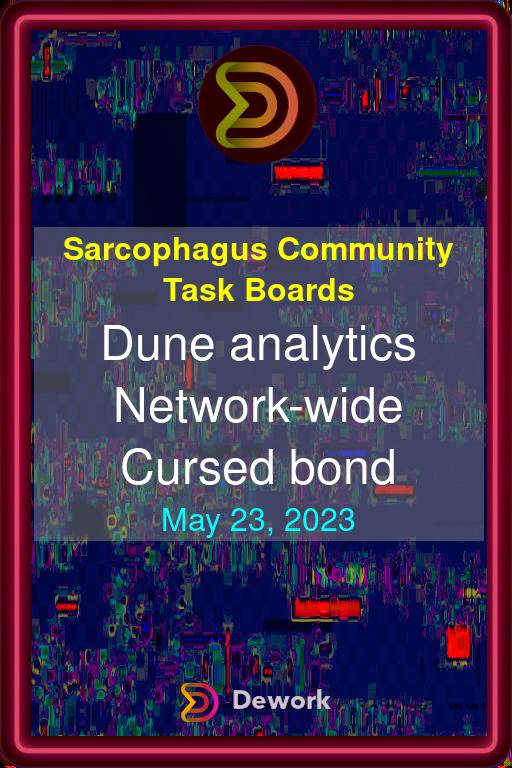 Sarcophagus Community
Task Boards
Dune analytics
Network-wide
Cursed bond
May 23, 2023
Dework